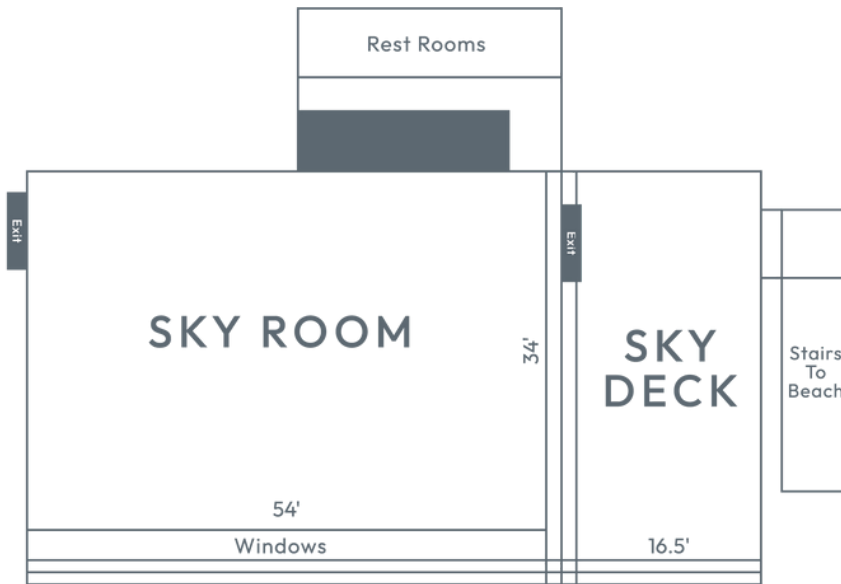 Rest Rooms
Exit
Exit
SKY ROOM
34'
SKY
DECK
Stairs
To
Beach
54'
Windows
16.5'